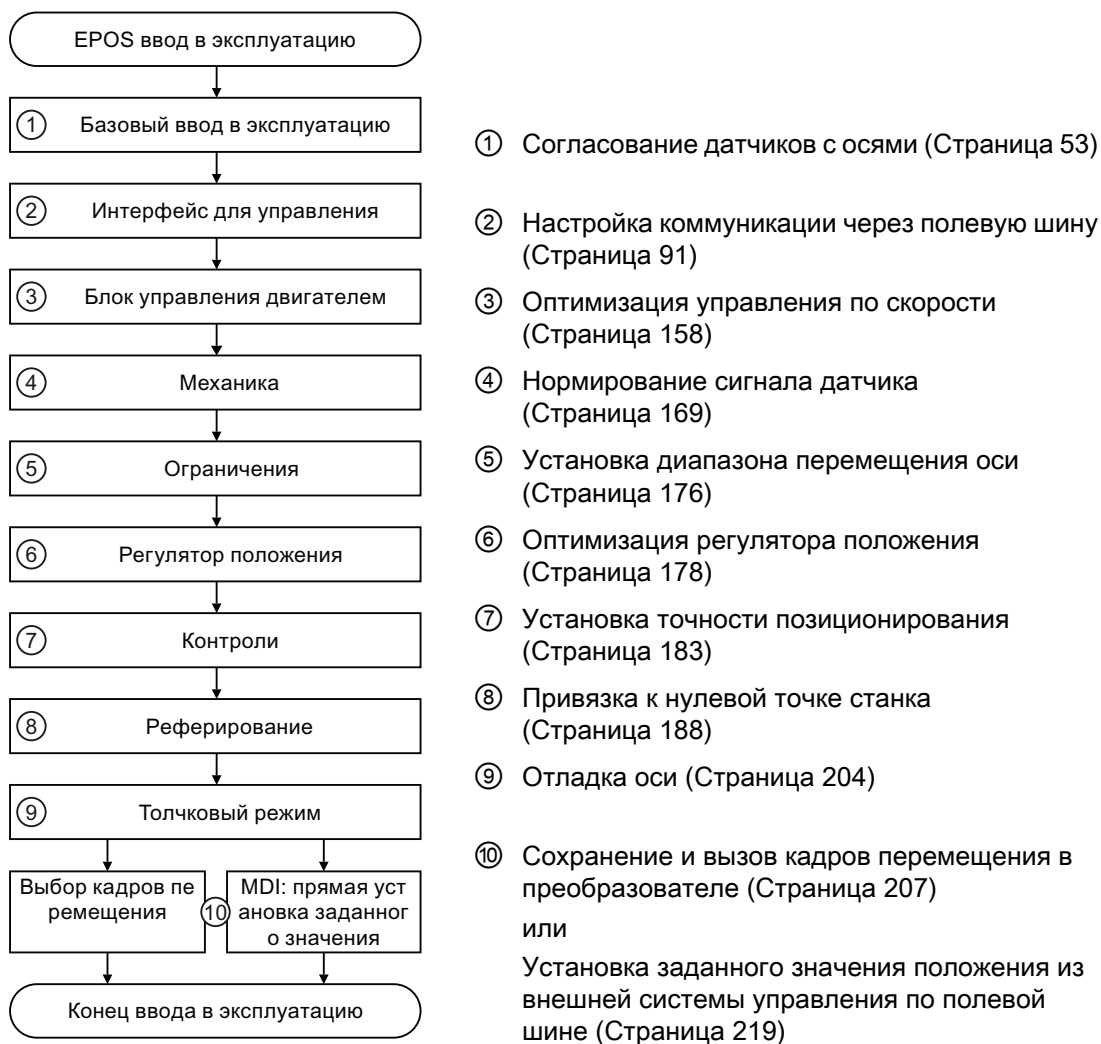 EPOS ввод в эксплуатацию
① Базовый ввод в эксплуатацию
② Интерфейс для управления
③ Блок управления двигателем
④ Механика
⑤ Ограничения
⑥ Регулятор положения
⑦ Контроли
⑧ Реферирование
⑨ Толчковый режим
Выбор кадров пе
ремещения
⑩
MDI: прямая уст
ановка заданног
о значения
Конец ввода в эксплуатацию
① Согласование датчиков с осями (Страница 53)
② Настройка коммуникации через полевую шину
(Страница 91)
③ Оптимизация управления по скорости
(Страница 158)
④ Нормирование сигнала датчика
(Страница 169)
⑤ Установка диапазона перемещения оси
(Страница 176)
⑥ Оптимизация регулятора положения
(Страница 178)
⑦ Установка точности позиционирования
(Страница 183)
⑧ Привязка к нулевой точке станка
(Страница 188)
⑨ Отладка оси (Страница 204)
⑩ Сохранение и вызов кадров перемещения в
преобразователе (Страница 207)
или
Установка заданного значения положения из
внешней системы управления по полевой
шине (Страница 219)